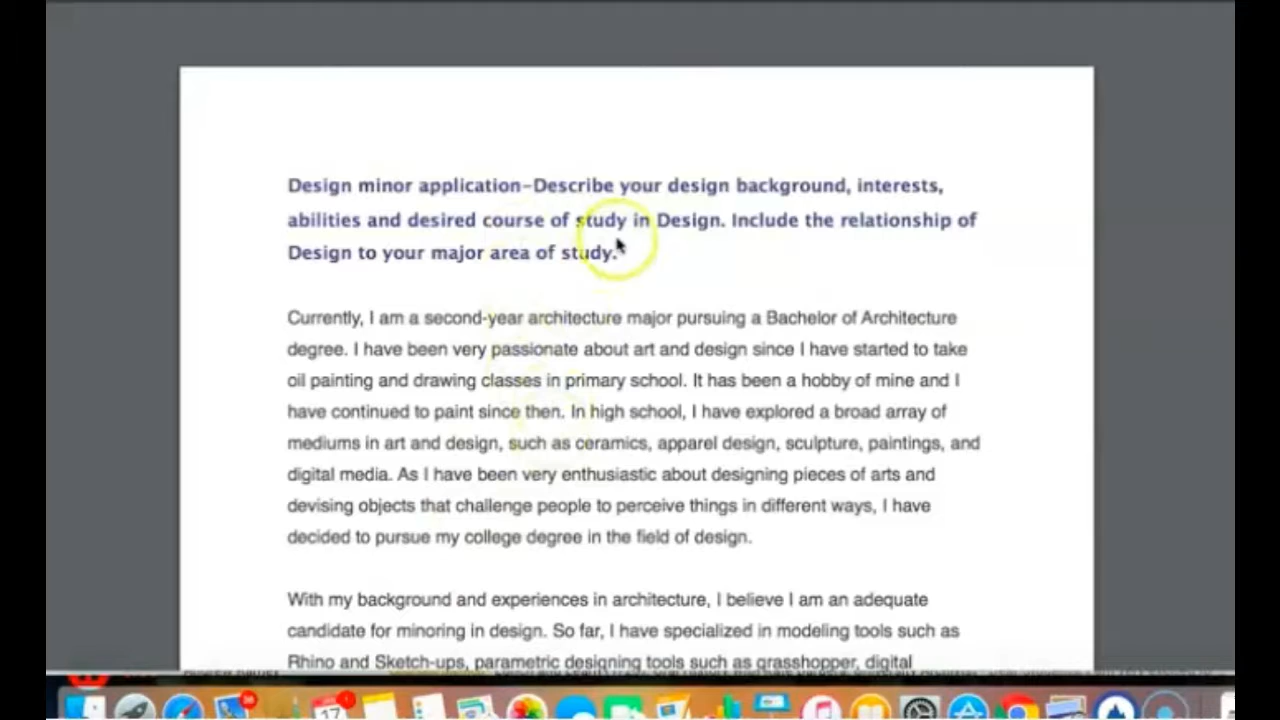 Design minor application–Describe your design background, interests,
abilities and desired course of study in Design. Include the relationship of
Design to your major area of study.
Currently, I am a second-year architecture major pursuing a Bachelor of Architecture
degree. I have been very passionate about art and design since I have started to take
oil painting and drawing classes in primary school. It has been a hobby of mine and I
have continued to paint since then. In high school, I have explored a broad array of
mediums in art and design, such as ceramics, apparel design, sculpture, paintings, and
digital media. As I have been very enthusiastic about designing pieces of arts and
devising objects that challenge people to perceive things in different ways, I have
decided to pursue my college degree in the field of design.
With my background and experiences in architecture, I believe I am an adequate
candidate for minoring in design. So far, I have specialized in modeling tools such as
Rhino and Sketch-ups, parametric designing tools such as grasshopper, digital
17